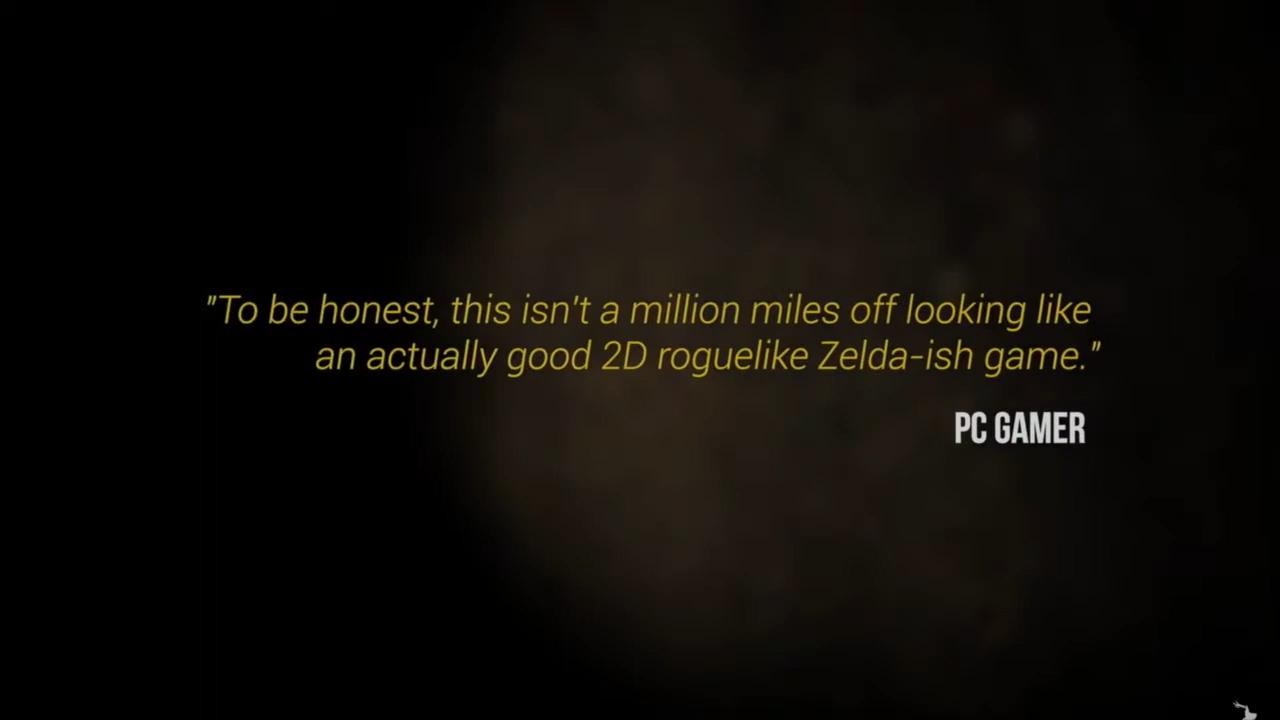 "To be honest, this isn't a million miles off looking like
an actually good 2D roguelike Zelda-ish game."
PC GAMER